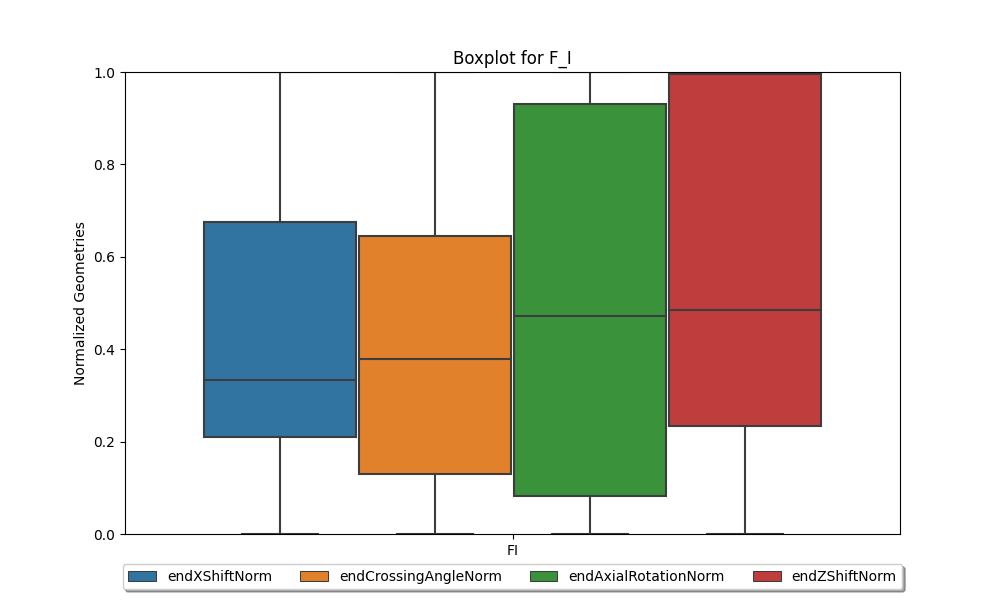 Boxplot for F_I
1.0
0.8
0.6
0.4
0.2
0.0
Normalized Geometries
FI
endXShiftNorm endCrossingAngleNorm endAxialRotationNorm endZShiftNorm